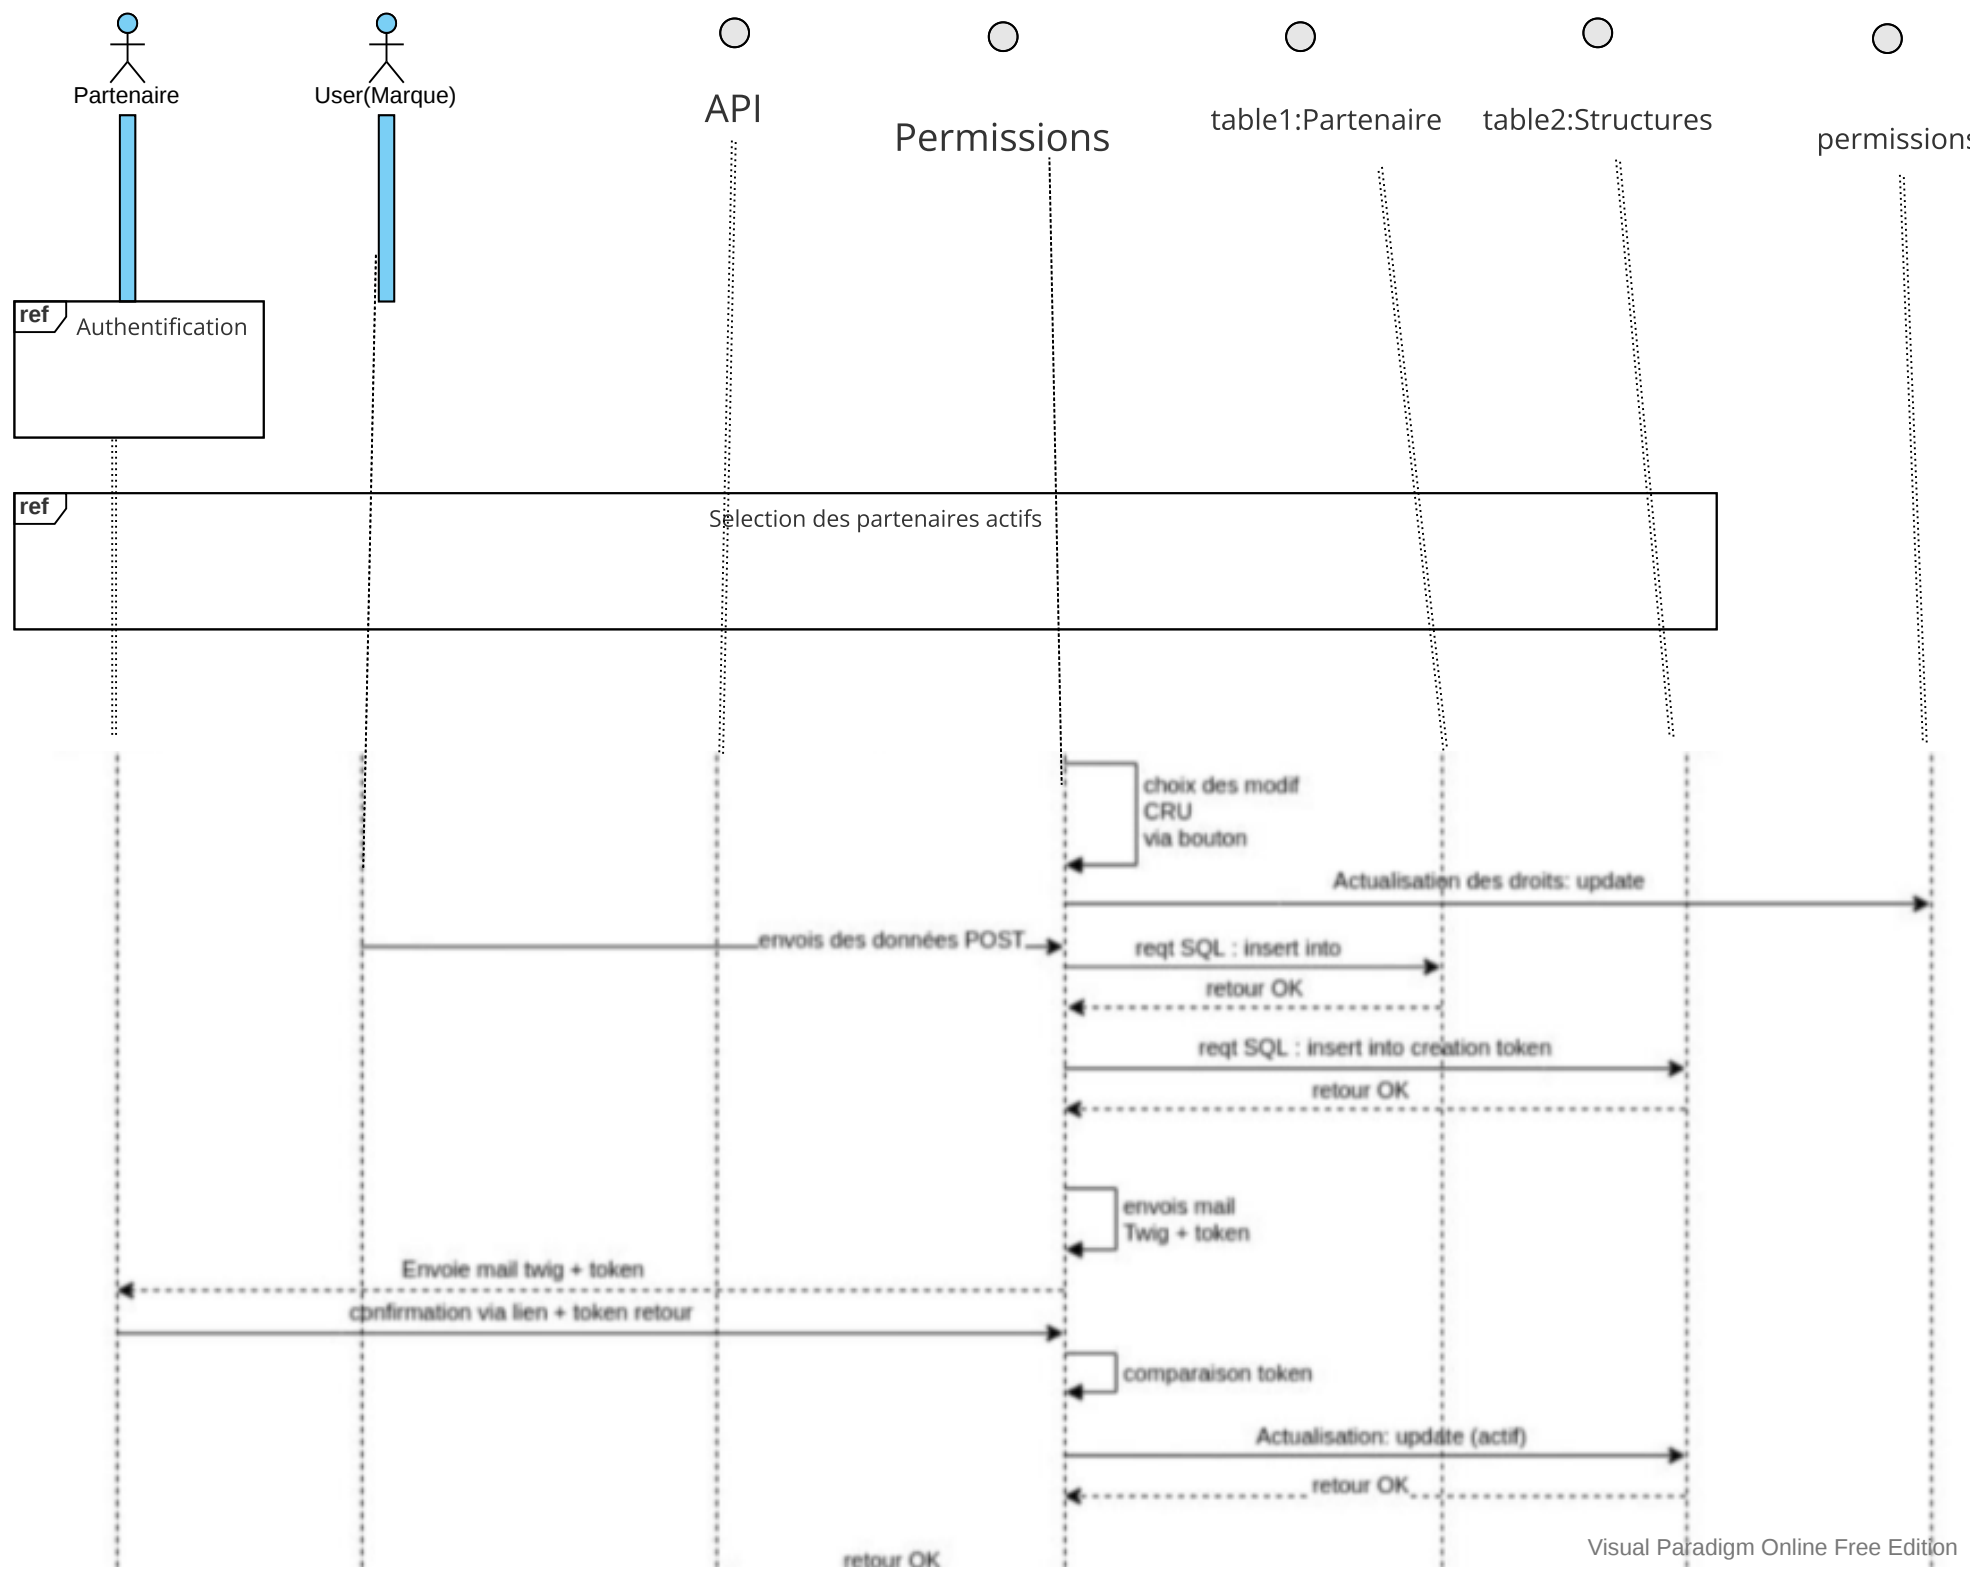 Partenaire
User(Marque)
API
Permissions
table1:Partenaire
table2:Structures
permissions
ref
Authentification
ref
Selection des partenaires actifs
choix des modif
CRU
via bouton
Actualisation des droits: update
envois des données POST
reqt SQL : insert into
retour OK
reqt SQL : insert into creation token
retour OK
envois mail
Twig + token
Envoie mail twig + token
confirmation via lien + token retour
comparaison token
Actualisation: update (actif)
retour OK
retour OK
Visual Paradigm Online Free Edition